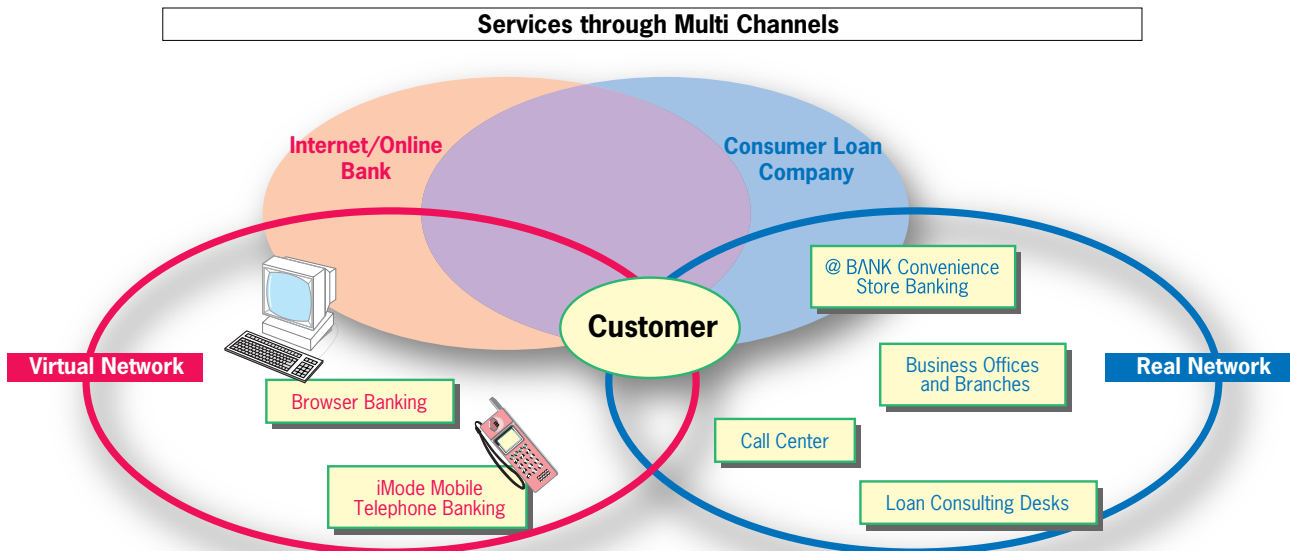 Services through Multi Channels
Internet/Online
Bank
Consumer Loan
Company
@ BΛNK Convenience
Store Banking
Customer
Virtual Network
Business Offices
and Branches
Real Network
Browser Banking
Call Center
iMode Mobile
Telephone Banking
Loan Consulting Desks